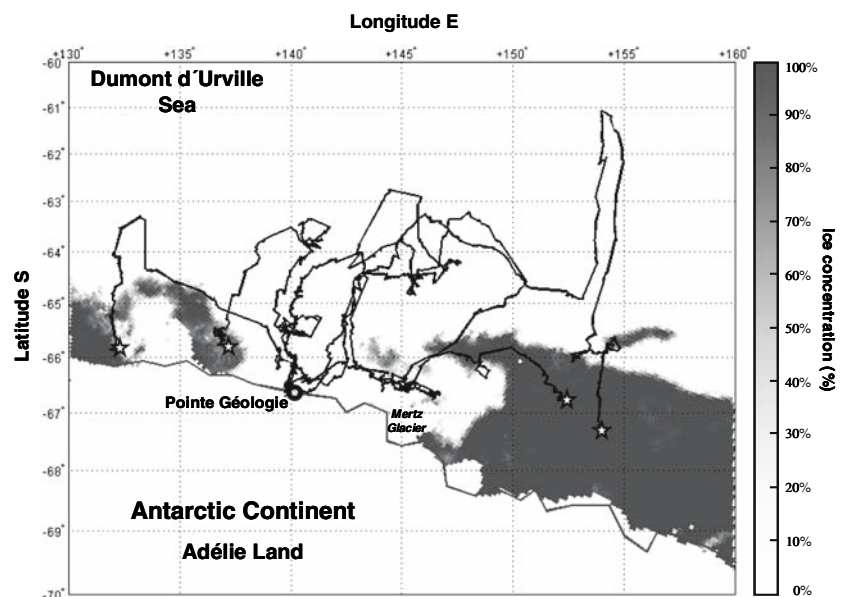 Longitude E
+130° +135° +140° +145° +150° +155° +160°
-60
Dumont d´Urville
Sea
-61°
-62°
-63°
-64°
-65°
-66°
-67°
-68°
-69°
-70°
Latitude S
Pointe Géologie
Mertz
Glacier
Antarctic Continent
Adélie Land
100%
90%
80%
70%
60%
50%
40%
30%
20%
10%
0%
Ice concentration (%)